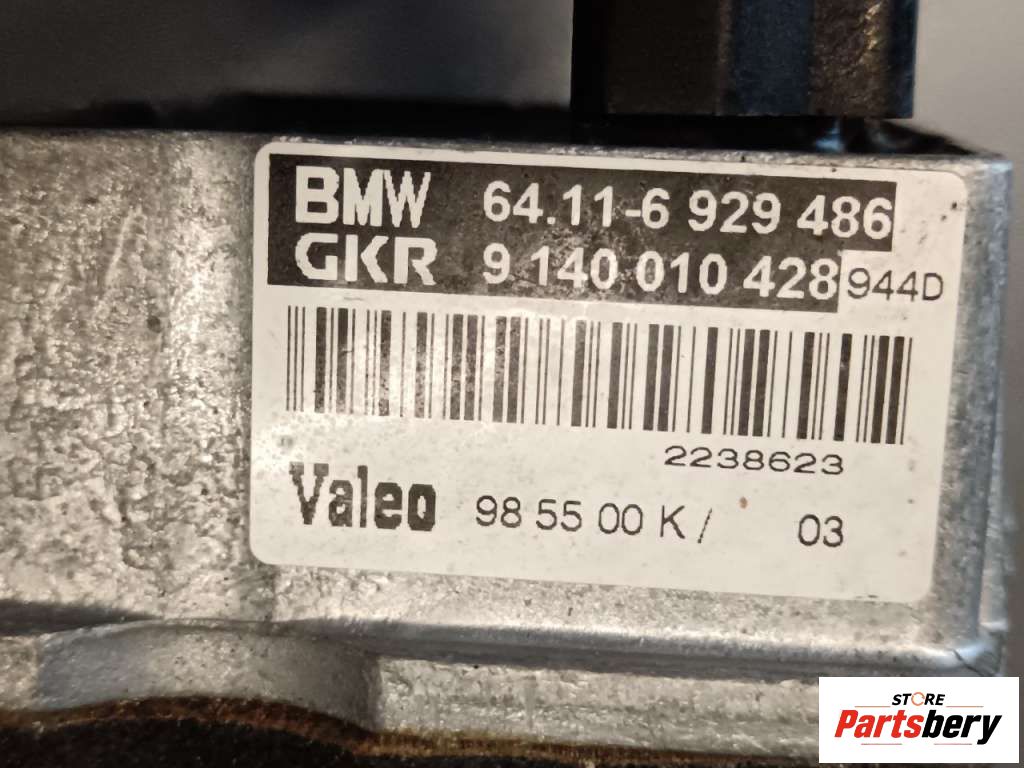 BMW 64.11-6 929 486
GKR 9 140 010 428 944D
2238623
Valeo 98 55 00 K / 03
STORE
Partsbery